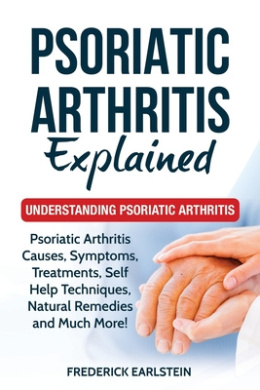 PSORIATIC
ARTHRITIS
Explained
UNDERSTANDING PSORIATIC ARTHRITIS
Psoriatic Arthritis
Causes, Symptoms,
Treatments, Self
Help Techniques,
Natural Remedies
and Much More!
FREDERICK EARLSTEIN